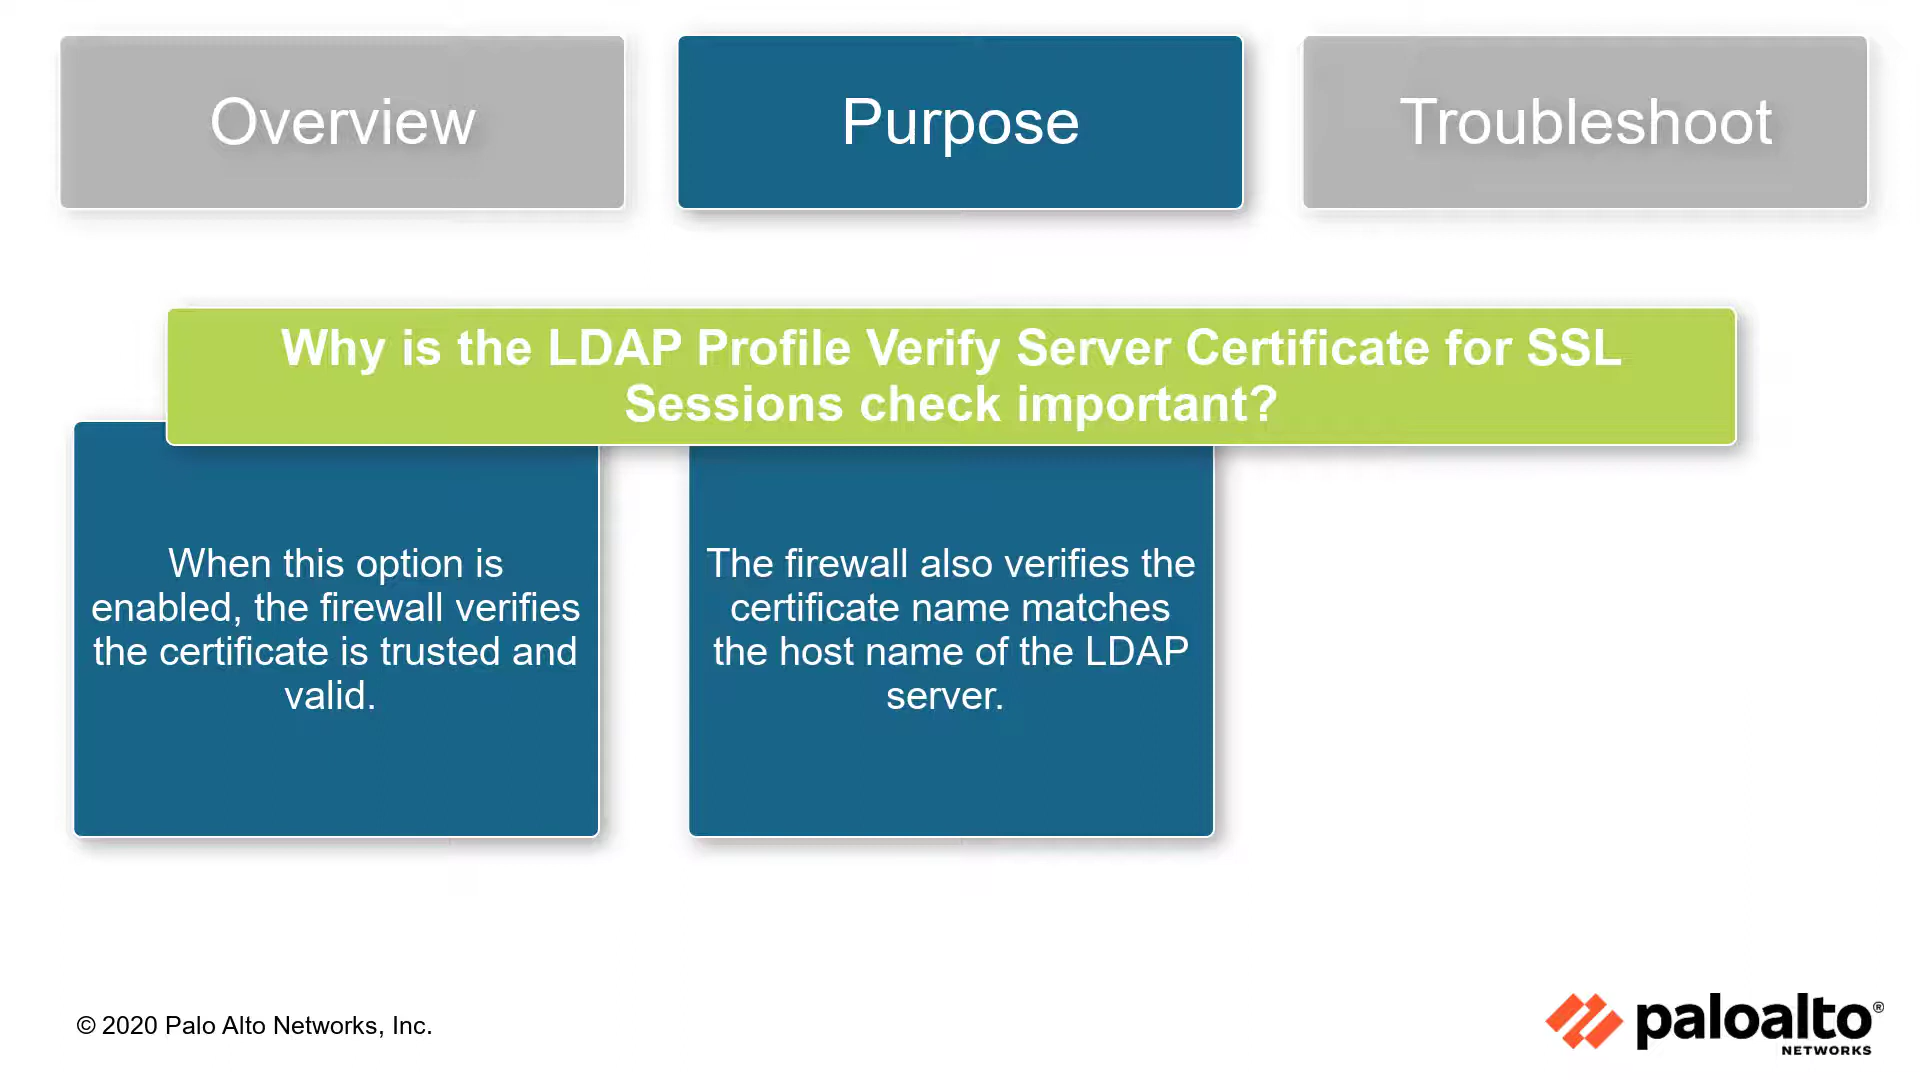 Overview
Purpose
Troubleshoot
Why is the LDAP Profile Verify Server Certificate for SSL
Sessions check important?
When this option is
enabled, the firewall verifies
the certificate is trusted and
valid.
The firewall also verifies the
certificate name matches
the host name of the LDAP
server.
© 2020 Palo Alto Networks, Inc.
paloalto®
NETWORKS